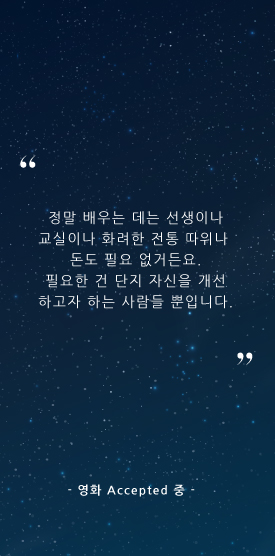 “
정말 배우는 데는 선생이나
교실이나 화려한 전통 따위나
돈도 필요 없거든요.
필요한 건 단지 자신을 개선
하고자 하는 사람들 뿐입니다.
”
- 영화 Accepted 중 -